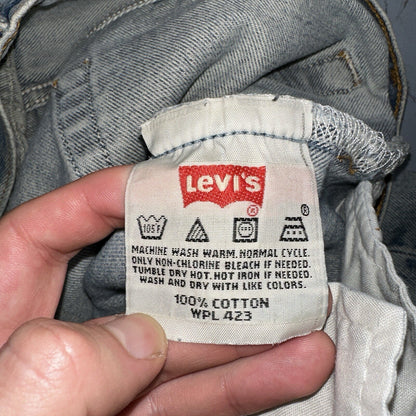 Levi's
®
105F
®
MACHINE WASH WARM. NORMAL CYCLE.
ONLY NON-CHLORINE BLEACH IF NEEDED.
TUMBLE DRY HOT. HOT IRON IF NEEDED.
WASH AND DRY WITH LIKE COLORS.
100% COTTON
WPL 423